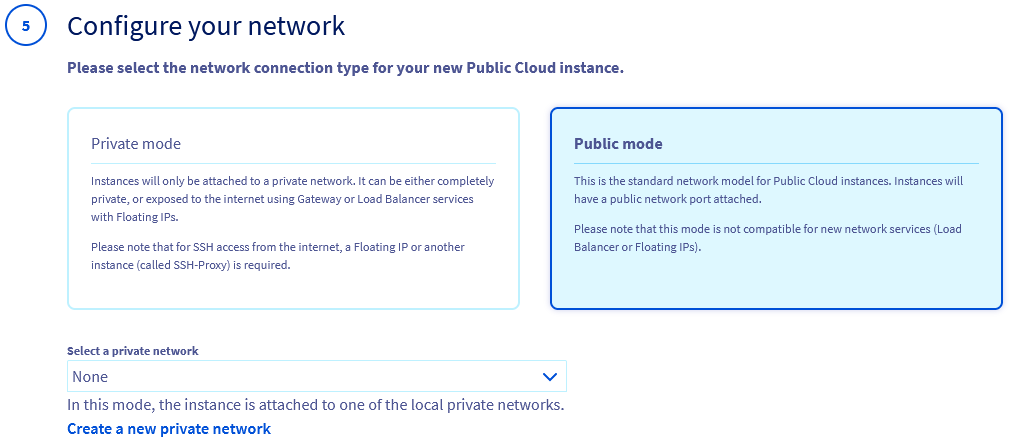 5
Configure your network
Please select the network connection type for your new Public Cloud instance.
Private mode
Instances will only be attached to a private network. It can be either completely
private, or exposed to the internet using Gateway or Load Balancer services
with Floating IPs.
Please note that for SSH access from the internet, a Floating IP or another
instance (called SSH-Proxy) is required.
Public mode
This is the standard network model for Public Cloud instances. Instances will
have a public network port attached.
Please note that this mode is not compatible for new network services (Load
Balancer or Floating IPs).
Select a private network
None
In this mode, the instance is attached to one of the local private networks.
Create a new private network